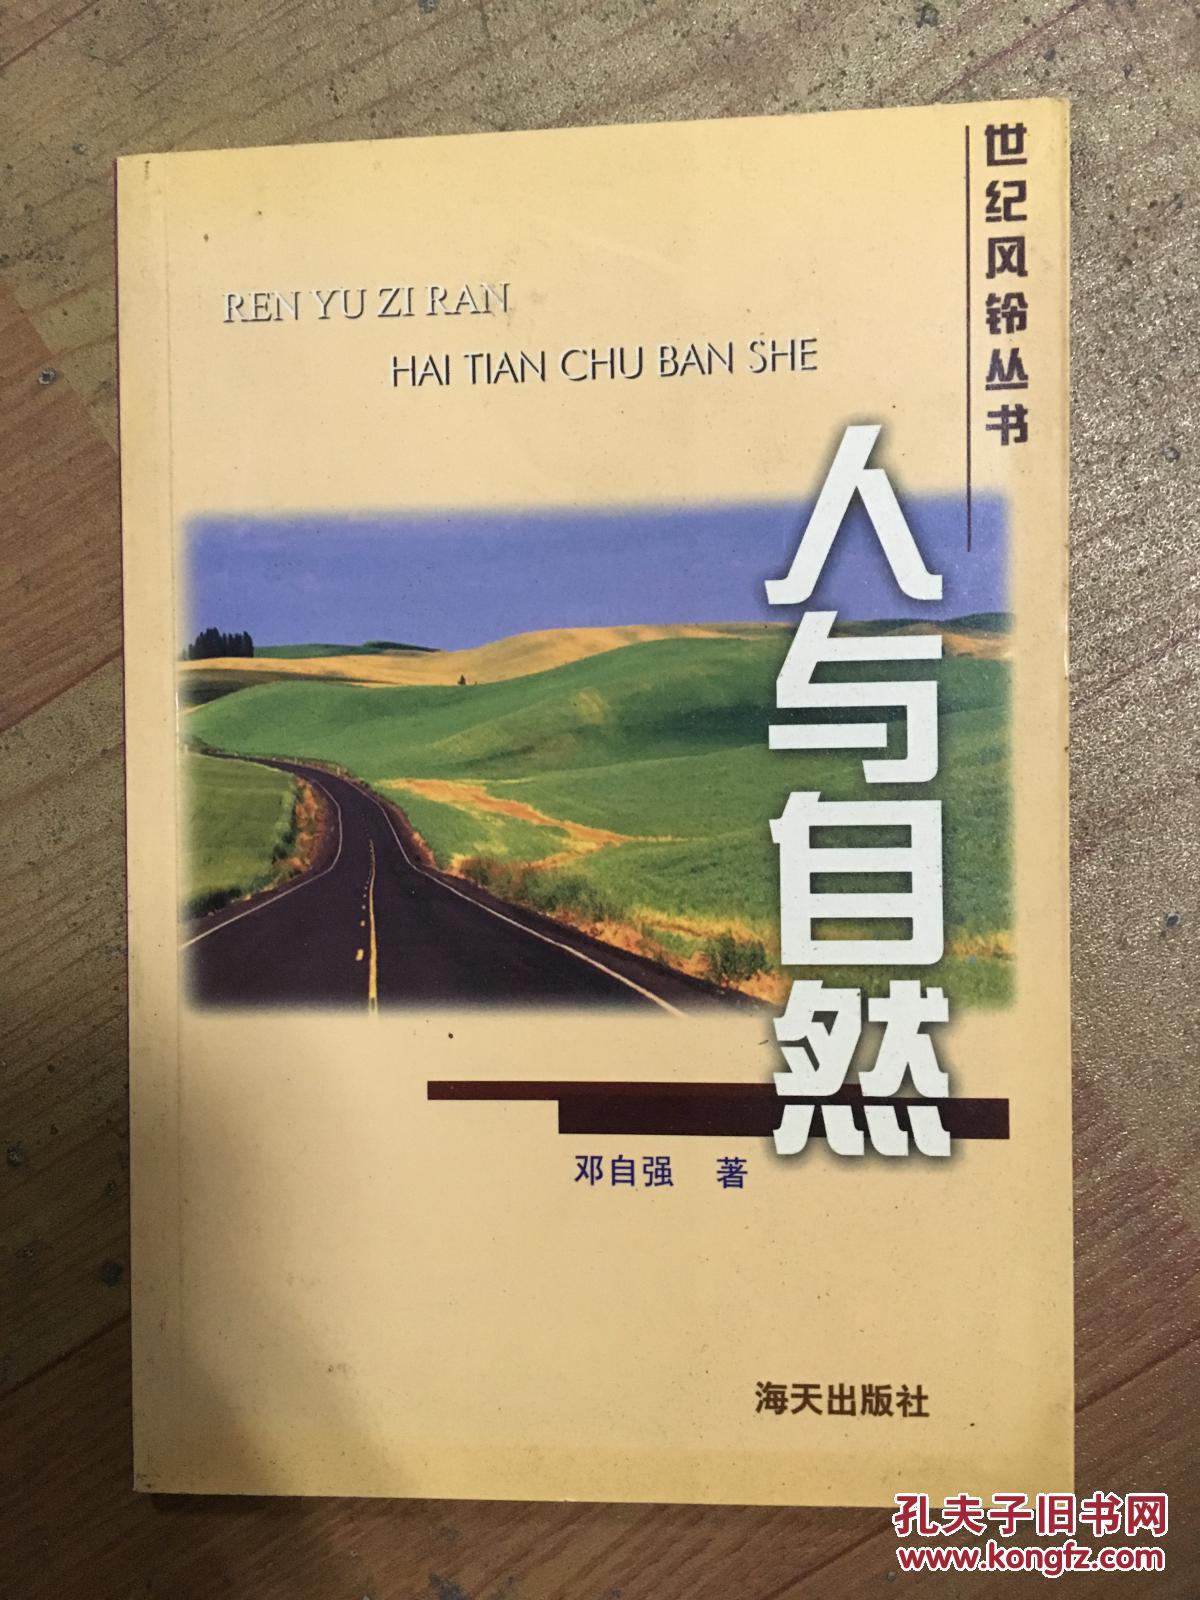 世纪风铃丛书
REN YU ZI RAN
HAI TIAN CHU BAN SHE
人与自然
邓自强 著
海天出版社
孔夫子旧书网
www.kongfz.com